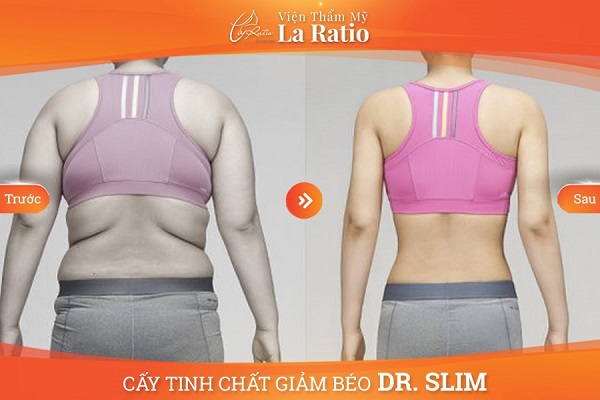 Viện Thẩm Mỹ
La Ratio
Trước
Sau
CẤY TINH CHẤT GIẢM BÉO DR. SLIM